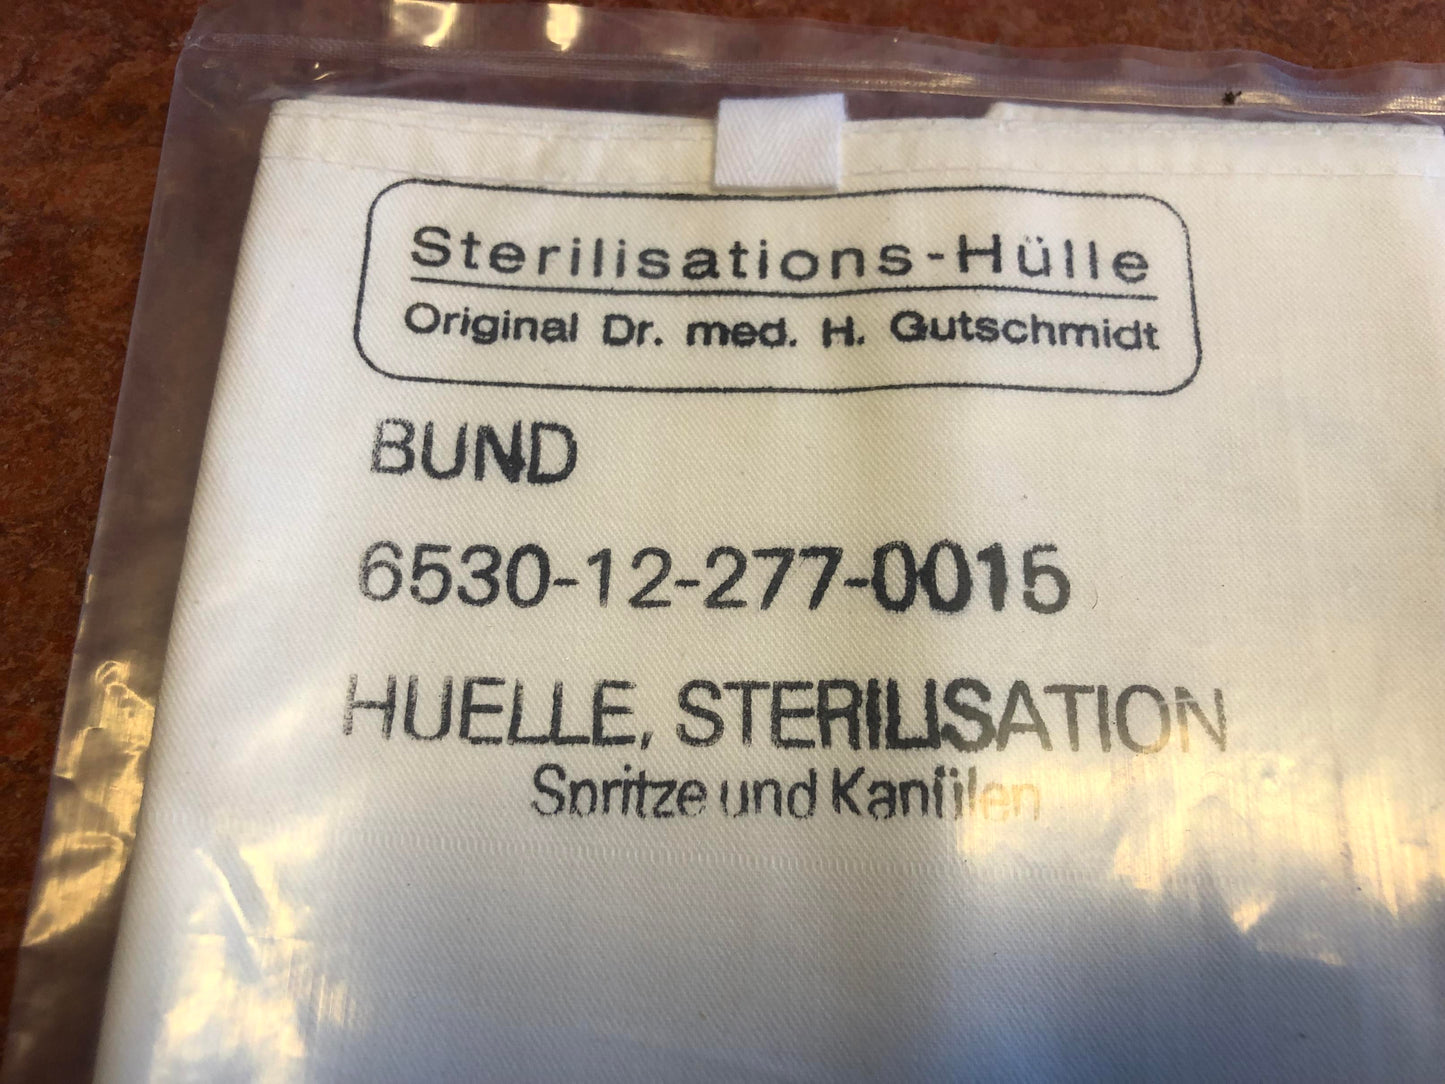 Sterilisations-Hülle
Original Dr. med. H. Gutschmidt
BUND
6530-12-277-0015
HUELLE, STERILISATION
Spritze und Kanülen